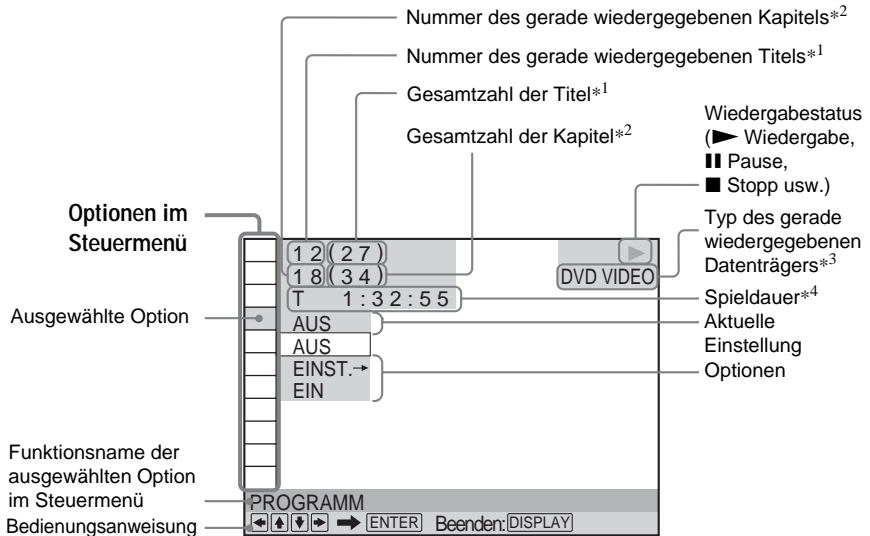 Nummer des gerade wiedergegebenen Kapitels*2
Nummer des gerade wiedergegebenen Titels*1
Gesamtzahl der Titel*1
Gesamtzahl der Kapitel*2
Wiedergabestatus
(► Wiedergabe,
❚❚ Pause,
■ Stopp usw.)
Optionen im
Steuermenü
Typ des gerade
wiedergegebenen
Datenträgers*3
12(27)
18(34)
T 1:32:55
►
DVD VIDEO
Spieldauer*4
Ausgewählte Option
AUS
AUS
EINST.→
EIN
Aktuelle
Einstellung
Optionen
Funktionsname der
ausgewählten Option
im Steuermenü
PROGRAMM
Bedienungsanweisung
←↑↓→ ➡ ENTER Beenden: DISPLAY